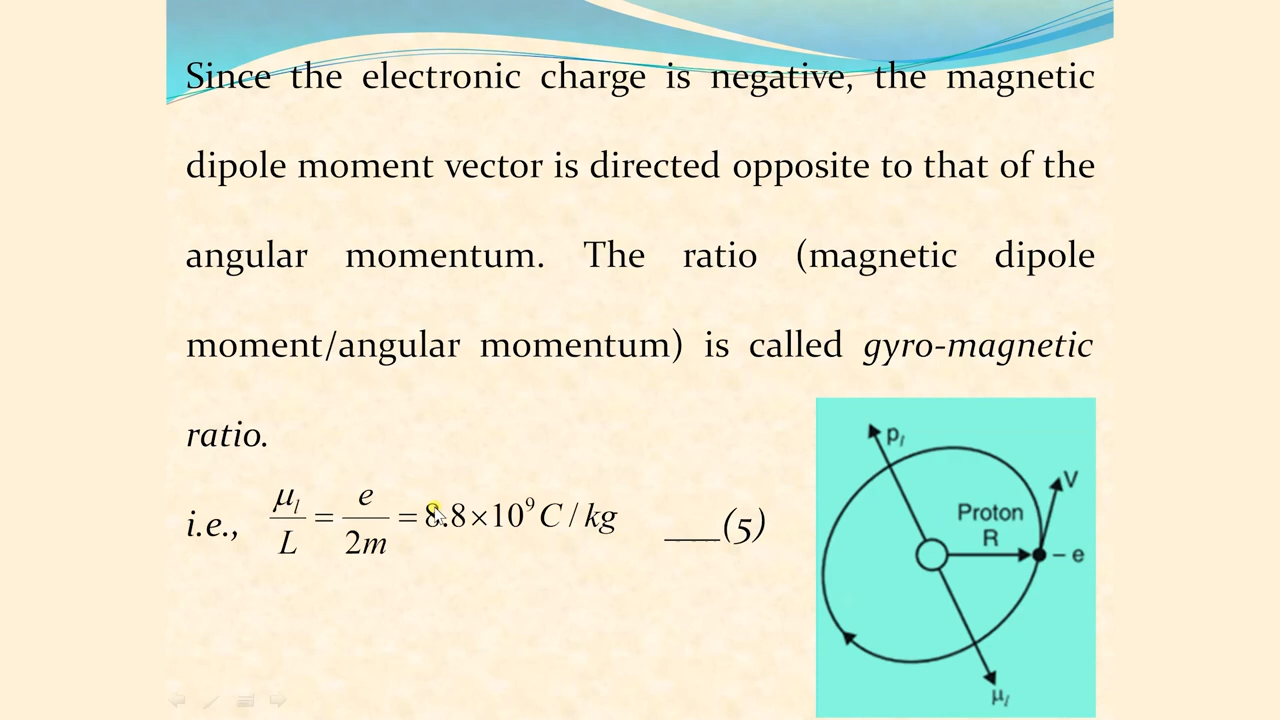 Since the electronic charge is negative, the magnetic
dipole moment vector is directed opposite to that of the
angular momentum. The ratio (magnetic dipole
moment/angular momentum) is called gyro-magnetic
ratio.
i.e., μₗ/L = e/2m = 8.8×10⁹ C / kg ____(5)
pₗ
V
Proton
R
– e
μₗ